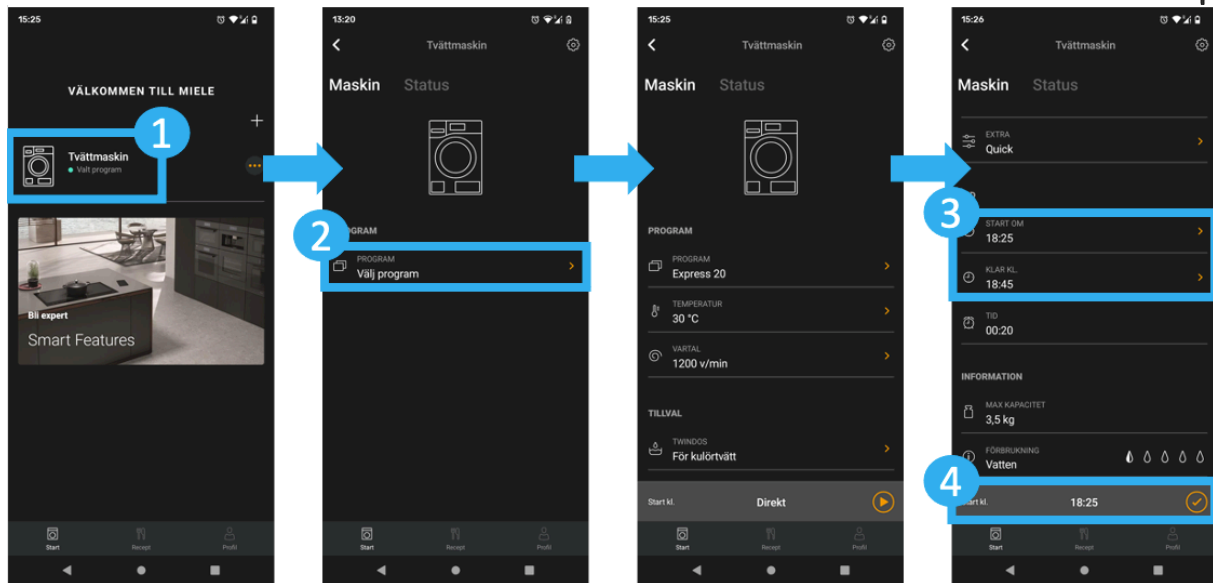 15:25
VÄLKOMMEN TILL MIELE
1
Tvättmaskin
Valt program
Bli expert
Smart Features
Start
Recept
Profil
13:20
Tvättmaskin
Maskin Status
2
PROGRAM
Välj program
Start
Recept
Profil
15:25
Tvättmaskin
Maskin Status
PROGRAM
PROGRAM
Express 20
TEMPERATUR
30 °C
VARTAL
1200 v/min
TILLVAL
TWINDOS
För kulörtvätt
Start kl. Direkt
Start
Recept
Profil
15:26
Tvättmaskin
Maskin Status
EXTRA
Quick
3
START OM
18:25
KLAR KL.
18:45
TID
00:20
INFORMATION
MAX KAPACITET
3,5 kg
FÖRBRUKNING
Vatten
4
kl. 18:25
Start
Recept
Profil